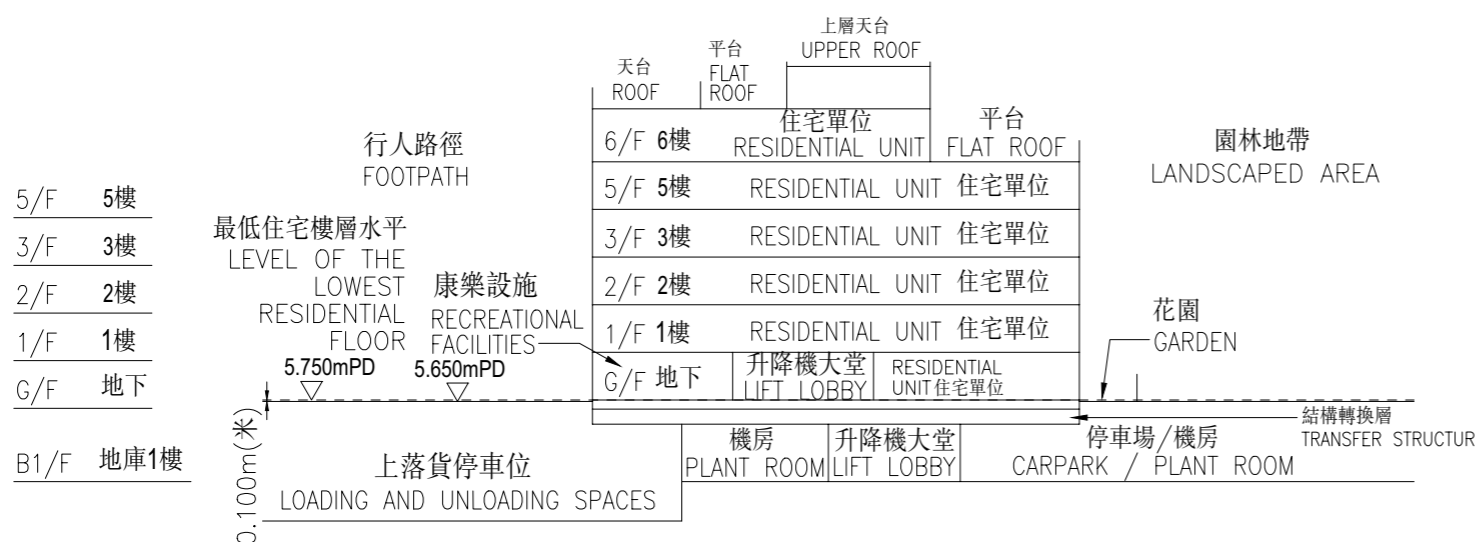 上層天台
UPPER ROOF
平台
FLAT
ROOF
天台
ROOF
行人路徑
FOOTPATH
6/F 6樓
住宅單位
RESIDENTIAL UNIT
平台
FLAT ROOF
園林地帶
LANDSCAPED AREA
5/F 5樓
5/F 5樓 RESIDENTIAL UNIT 住宅單位
3/F 3樓
3/F 3樓 RESIDENTIAL UNIT 住宅單位
2/F 2樓
2/F 2樓 RESIDENTIAL UNIT 住宅單位
1/F 1樓
1/F 1樓 RESIDENTIAL UNIT 住宅單位
最低住宅樓層水平
LEVEL OF THE
LOWEST
RESIDENTIAL
FLOOR
5.750mPD
康樂設施
RECREATIONAL
FACILITIES
5.650mPD
花園
GARDEN
G/F 地下
G/F 地下
升降機大堂
LIFT LOBBY
RESIDENTIAL
UNIT住宅單位
結構轉換層
TRANSFER STRUCTUR
B1/F 地庫1樓
0.100m(米)
上落貨停車位
LOADING AND UNLOADING SPACES
機房
PLANT ROOM
升降機大堂
LIFT LOBBY
停車場/機房
CARPARK / PLANT ROOM